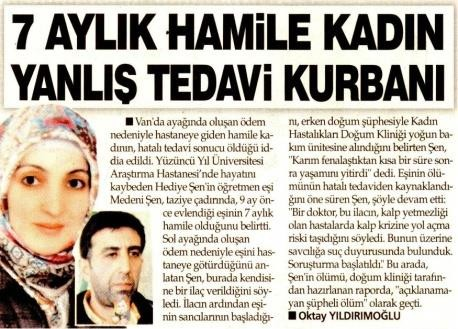 7 AYLIK HAMİLE KADIN
YANLIŞ TEDAVİ KURBANI
■ Van'da ayağında oluşan ödem
nedeniyle hastaneye giden hamile ka-
dının, hatalı tedavi sonucu öldüğü id-
dia edildi. Yüzüncü Yıl Üniversitesi
Araştırma Hastanesi'nde hayatını
kaybeden Hediye Şen'in öğretmen eşi
Medeni Şen, taziye çadırında, 9 ay ön-
ce evlendiği eşinin 7 aylık
hamile olduğunu belirtti.
Sol ayağında oluşan
ödem nedeniyle eşini hasta-
neye götürdüğünü an-
latan Şen, burada kendisi-
ne bir ilaç verildiğini söy-
ledi. İlacın ardından eşi-
nin sancılarının başladığı-
nı, erken doğum şüphesiyle Kadın
Hastalıkları Doğum Kliniği yoğun ba-
kım ünitesine alındığını belirten Şen,
"Karım fenalaştıktan kısa bir süre son-
ra yaşamını yitirdi" dedi. Eşinin ölü-
münün hatalı tedaviden kaynaklandı-
ğını öne süren Şen, şöyle devam etti:
"Bir doktor, bu ilacın, kalp yetmezliği
olan hastalarda kalp krizine yol açma
riski taşıdığını söyledi. Bunun üzerine
savcılığa suç duyurusunda bulunduk.
Soruşturma başlatıldı." Bu arada,
Şen'in ölümü, doğum kliniği tarafın-
dan hazırlanan raporda, "açıklanama-
yan şüpheli ölüm" olarak geçti.
■ Oktay YILDIRIMOĞLU